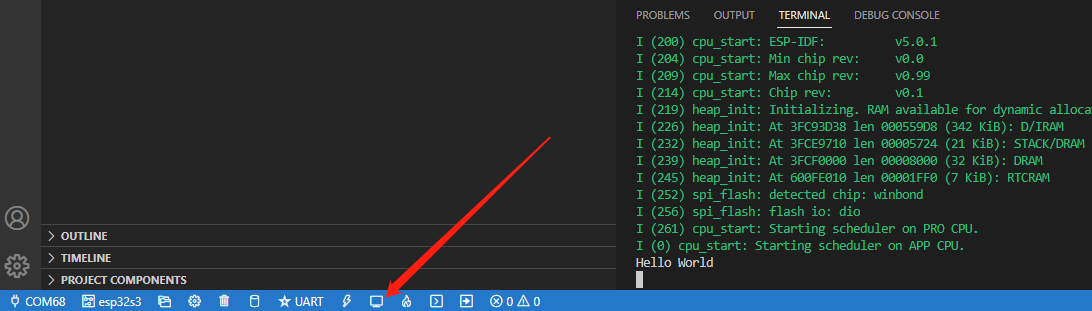 PROBLEMS OUTPUT TERMINAL DEBUG CONSOLE
I (200) cpu_start: ESP-IDF: v5.0.1
I (204) cpu_start: Min chip rev: v0.0
I (209) cpu_start: Max chip rev: v0.99
I (214) cpu_start: Chip rev: v0.1
I (219) heap_init: Initializing. RAM available for dynamic alloca
I (226) heap_init: At 3FC93D38 len 000559D8 (342 KiB): D/IRAM
I (232) heap_init: At 3FCE9710 len 00005724 (21 KiB): STACK/DRAM
I (239) heap_init: At 3FCF0000 len 00008000 (32 KiB): DRAM
I (245) heap_init: At 600FE010 len 00001FF0 (7 KiB): RTCRAM
I (252) spi_flash: detected chip: winbond
I (256) spi_flash: flash io: dio
I (261) cpu_start: Starting scheduler on PRO CPU.
I (0) cpu_start: Starting scheduler on APP CPU.
Hello World
OUTLINE
TIMELINE
PROJECT COMPONENTS
COM68 esp32s3 UART 0 0